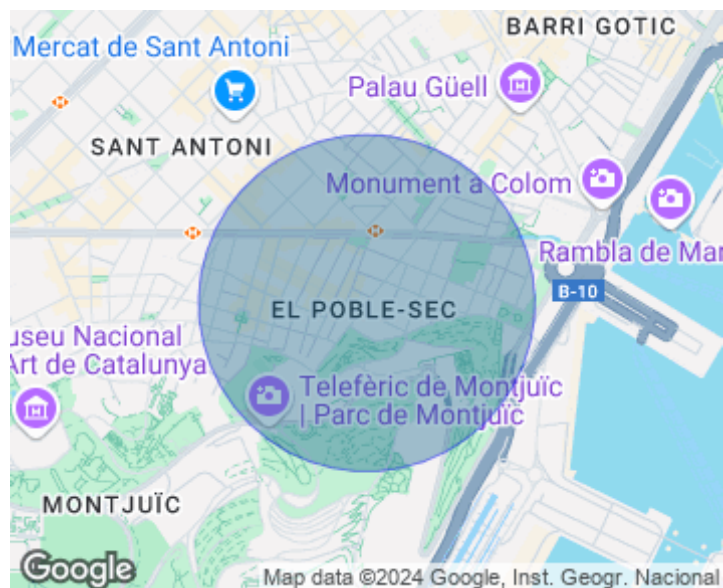 BARRI GOTIC
Mercat de Sant Antoni
Palau Güell
SANT ANTONI
Monument a Colom
Rambla de Mar
B-10
EL POBLE-SEC
useu Nacional
Art de Catalunya
Telefèric de Montjuïc
| Parc de Montjuïc
MONTJUÏC
Google
Map data ©2024 Google, Inst. Geogr. Nacional